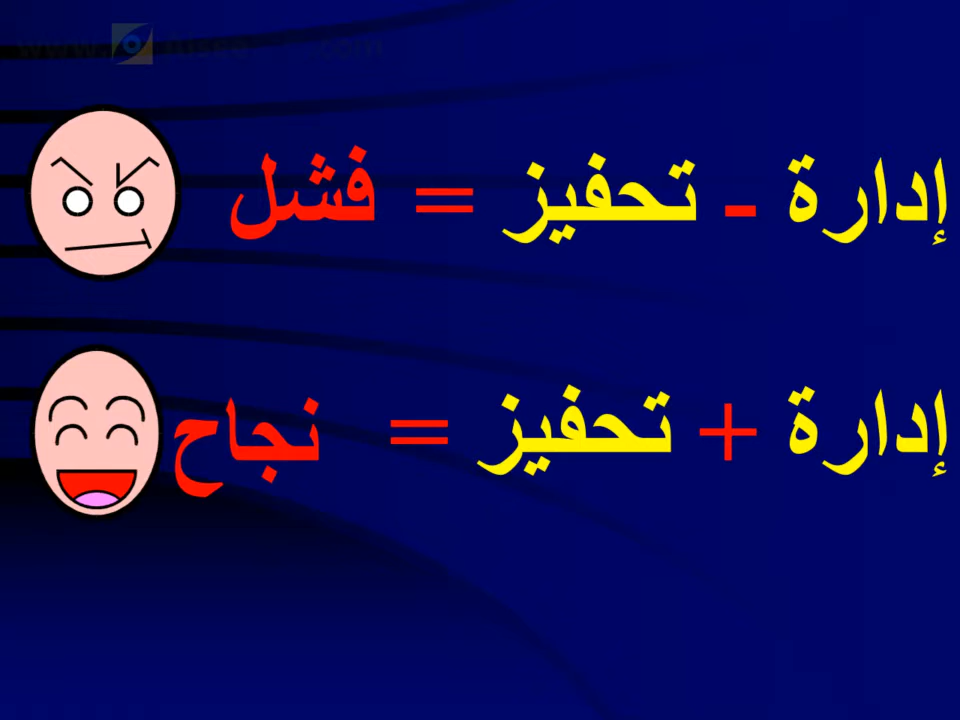 إدارة - تحفيز = فشل
إدارة + تحفيز = نجاح